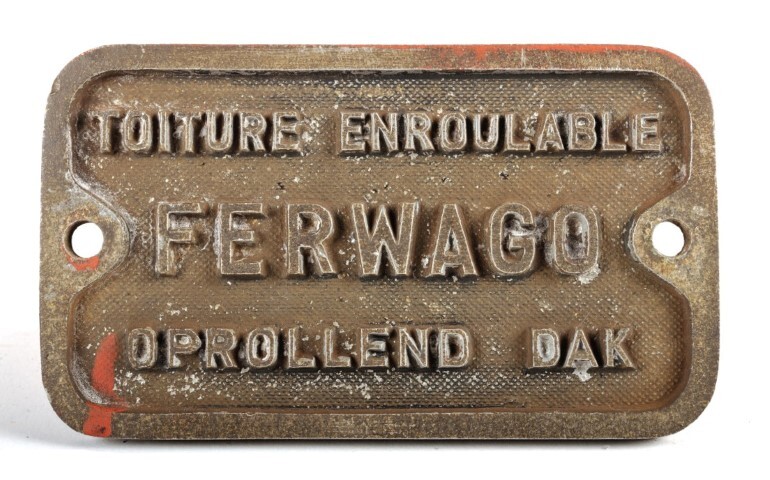 TOITURE ENROULABLE
FERWAGO
OPROLLEND DAK